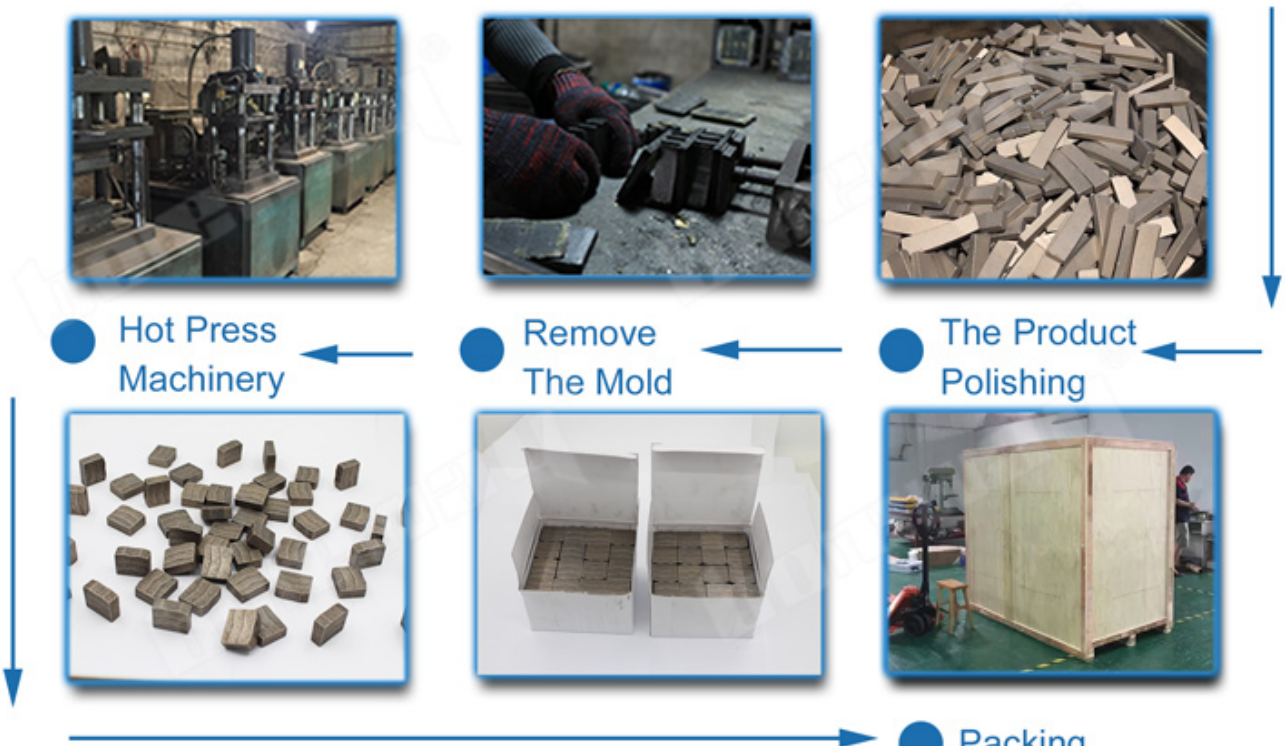 Hot Press
Machinery
Remove
The Mold
The Product
Polishing
Packing